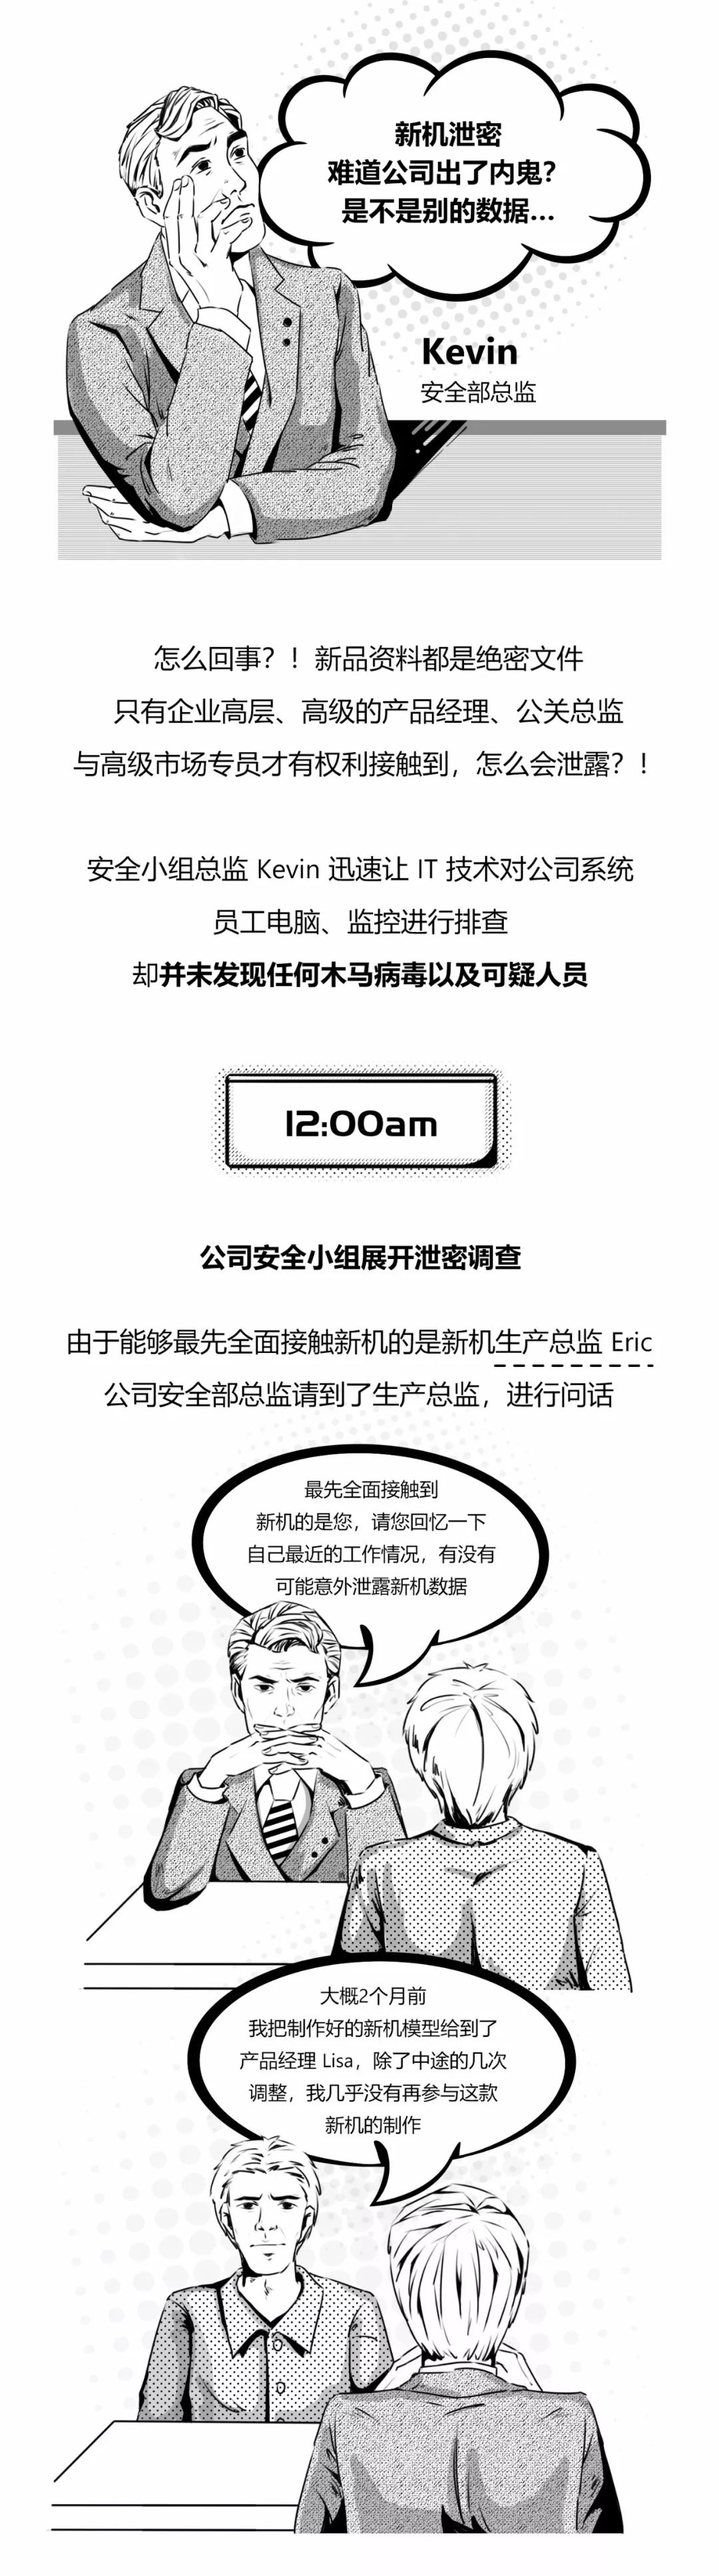 新机泄密
难道公司出了内鬼？
是不是别的数据...
Kevin
安全部总监
怎么回事？！新品资料都是绝密文件
只有企业高层、高级的产品经理、公关总监
与高级市场专员才有权利接触到，怎么会泄露？！
安全小组总监 Kevin 迅速让 IT 技术对公司系统
员工电脑、监控进行排查
却并未发现任何木马病毒以及可疑人员
12:00am
公司安全小组展开泄密调查
由于能够最先全面接触新机的是新机生产总监 Eric
公司安全部总监请到了生产总监，进行问话
最先全面接触到
新机的是您，请您回忆一下
自己最近的工作情况，有没有
可能意外泄露新机数据
大概2个月前
我把制作好的新机模型给到了
产品经理 Lisa，除了中途的几次
调整，我几乎没有再参与这款
新机的制作